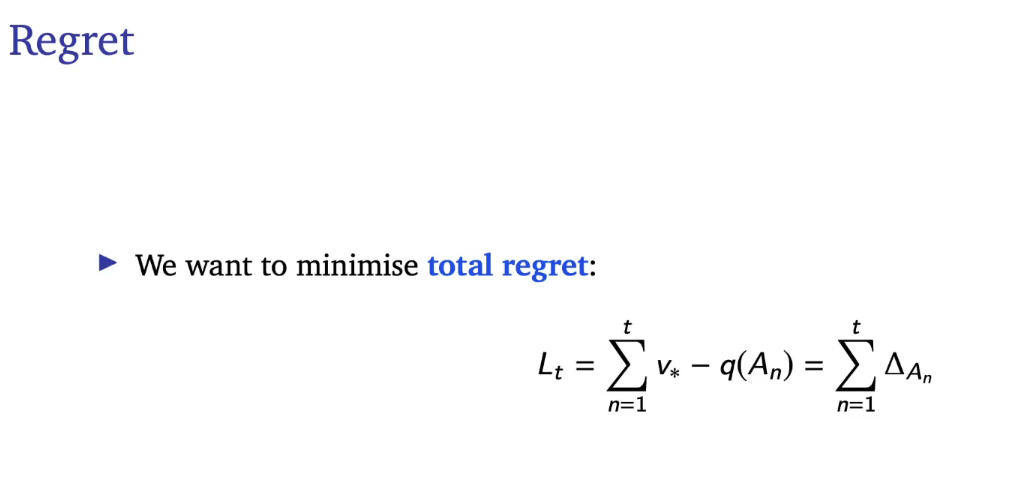 Regret
▶ We want to minimise total regret:
$L_t = \sum_{n=1}^{t} v_* - q(A_n) = \sum_{n=1}^{t} \Delta_{A_n}$